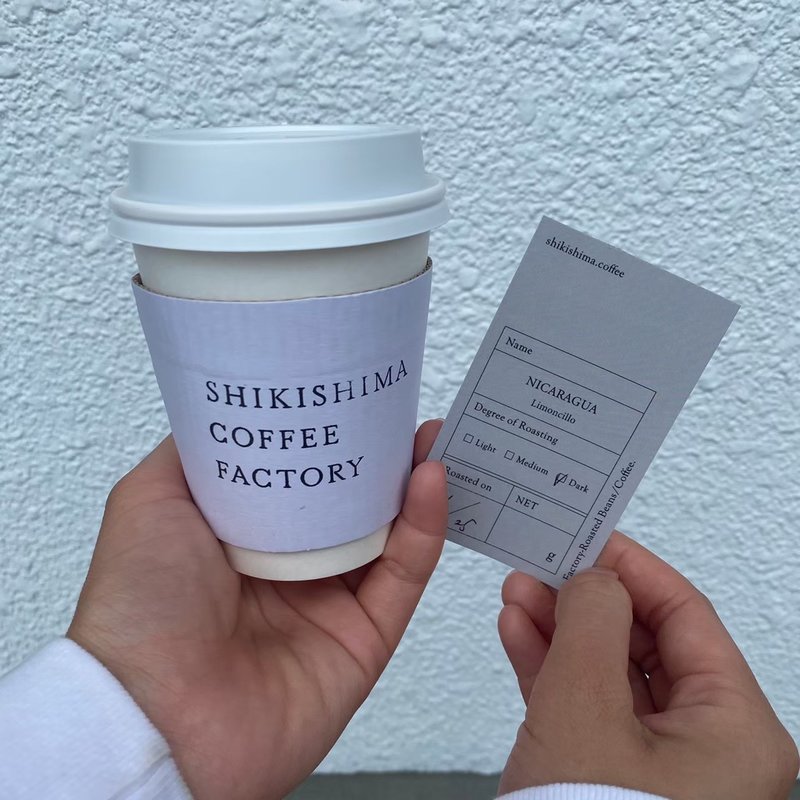 SHIKISHIMA
COFFEE
FACTORY
shikishima.coffee
Name
NICARAGUA
Limoncillo
Degree of Roasting
Light Medium Dark
Roasted on NET
/25
g
Factory-Roasted Beans/Coffee.